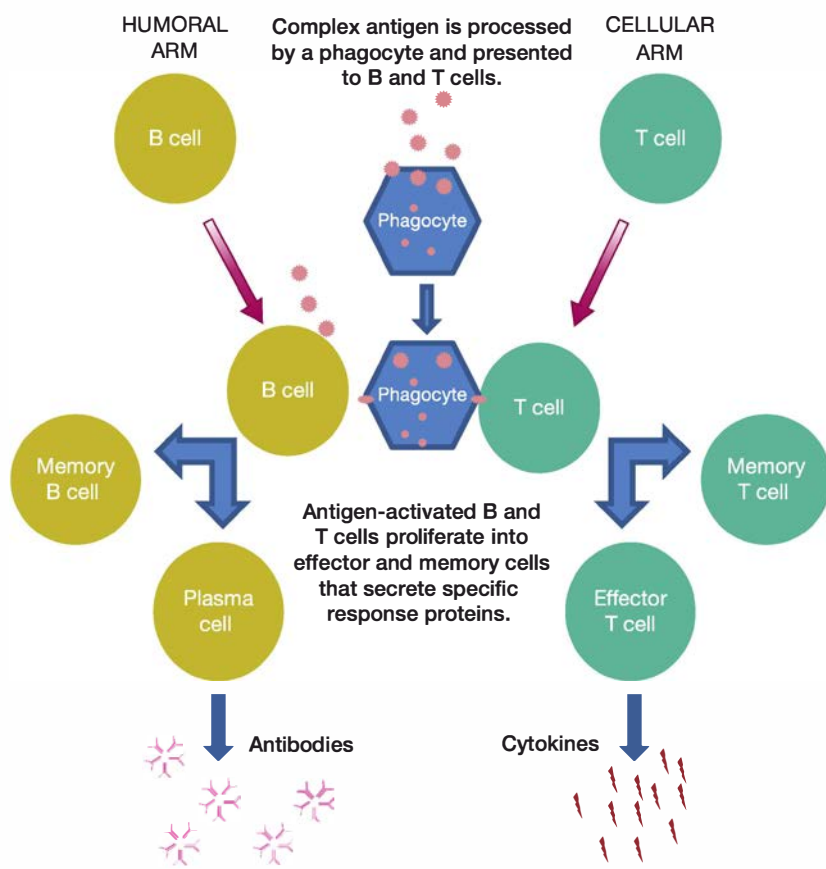 HUMORAL
ARM
Complex antigen is processed
by a phagocyte and presented
to B and T cells.
CELLULAR
ARM
B cell
T cell
Phagocyte
B cell
Phagocyte
T cell
Memory
B cell
Memory
T cell
Antigen-activated B and
T cells proliferate into
effector and memory cells
that secrete specific
response proteins.
Plasma
cell
Effector
T cell
Antibodies
Cytokines